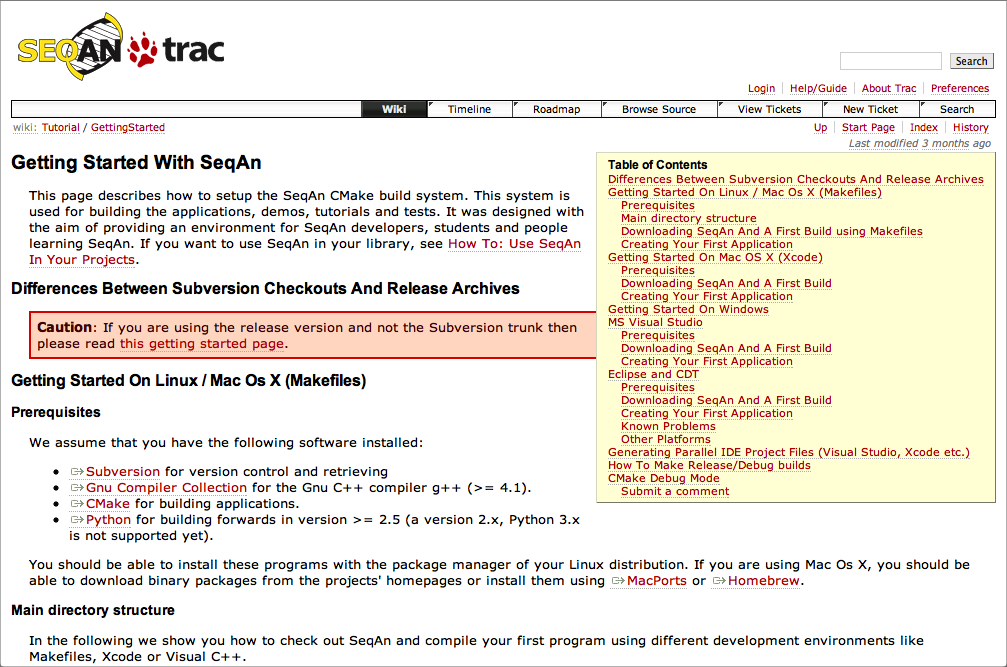 SEQAN trac
Search
Login Help/Guide About Trac Preferences
Wiki Timeline Roadmap Browse Source View Tickets New Ticket Search
wiki: Tutorial / GettingStarted
Up Start Page Index History
Last modified 3 months ago
Getting Started With SeqAn
This page describes how to setup the SeqAn CMake build system. This system is
used for building the applications, demos, tutorials and tests. It was designed with
the aim of providing an environment for SeqAn developers, students and people
learning SeqAn. If you want to use SeqAn in your library, see How To: Use SeqAn
In Your Projects.
Differences Between Subversion Checkouts And Release Archives
Caution: If you are using the release version and not the Subversion trunk then
please read this getting started page.
Table of Contents
Differences Between Subversion Checkouts And Release Archives
Getting Started On Linux / Mac Os X (Makefiles)
Prerequisites
Main directory structure
Downloading SeqAn And A First Build using Makefiles
Creating Your First Application
Getting Started On Mac OS X (Xcode)
Prerequisites
Downloading SeqAn And A First Build
Creating Your First Application
Getting Started On Windows
MS Visual Studio
Prerequisites
Downloading SeqAn And A First Build
Creating Your First Application
Eclipse and CDT
Prerequisites
Downloading SeqAn And A First Build
Creating Your First Application
Known Problems
Other Platforms
Generating Parallel IDE Project Files (Visual Studio, Xcode etc.)
How To Make Release/Debug builds
CMake Debug Mode
Submit a comment
Getting Started On Linux / Mac Os X (Makefiles)
Prerequisites
We assume that you have the following software installed:
• Subversion for version control and retrieving
• Gnu Compiler Collection for the Gnu C++ compiler g++ (>= 4.1).
• CMake for building applications.
• Python for building forwards in version >= 2.5 (a version 2.x, Python 3.x
is not supported yet).
You should be able to install these programs with the package manager of your Linux distribution. If you are using Mac Os X, you should be
able to download binary packages from the projects' homepages or install them using MacPorts or Homebrew.
Main directory structure
In the following we show you how to check out SeqAn and compile your first program using different development environments like
Makefiles, Xcode or Visual C++.